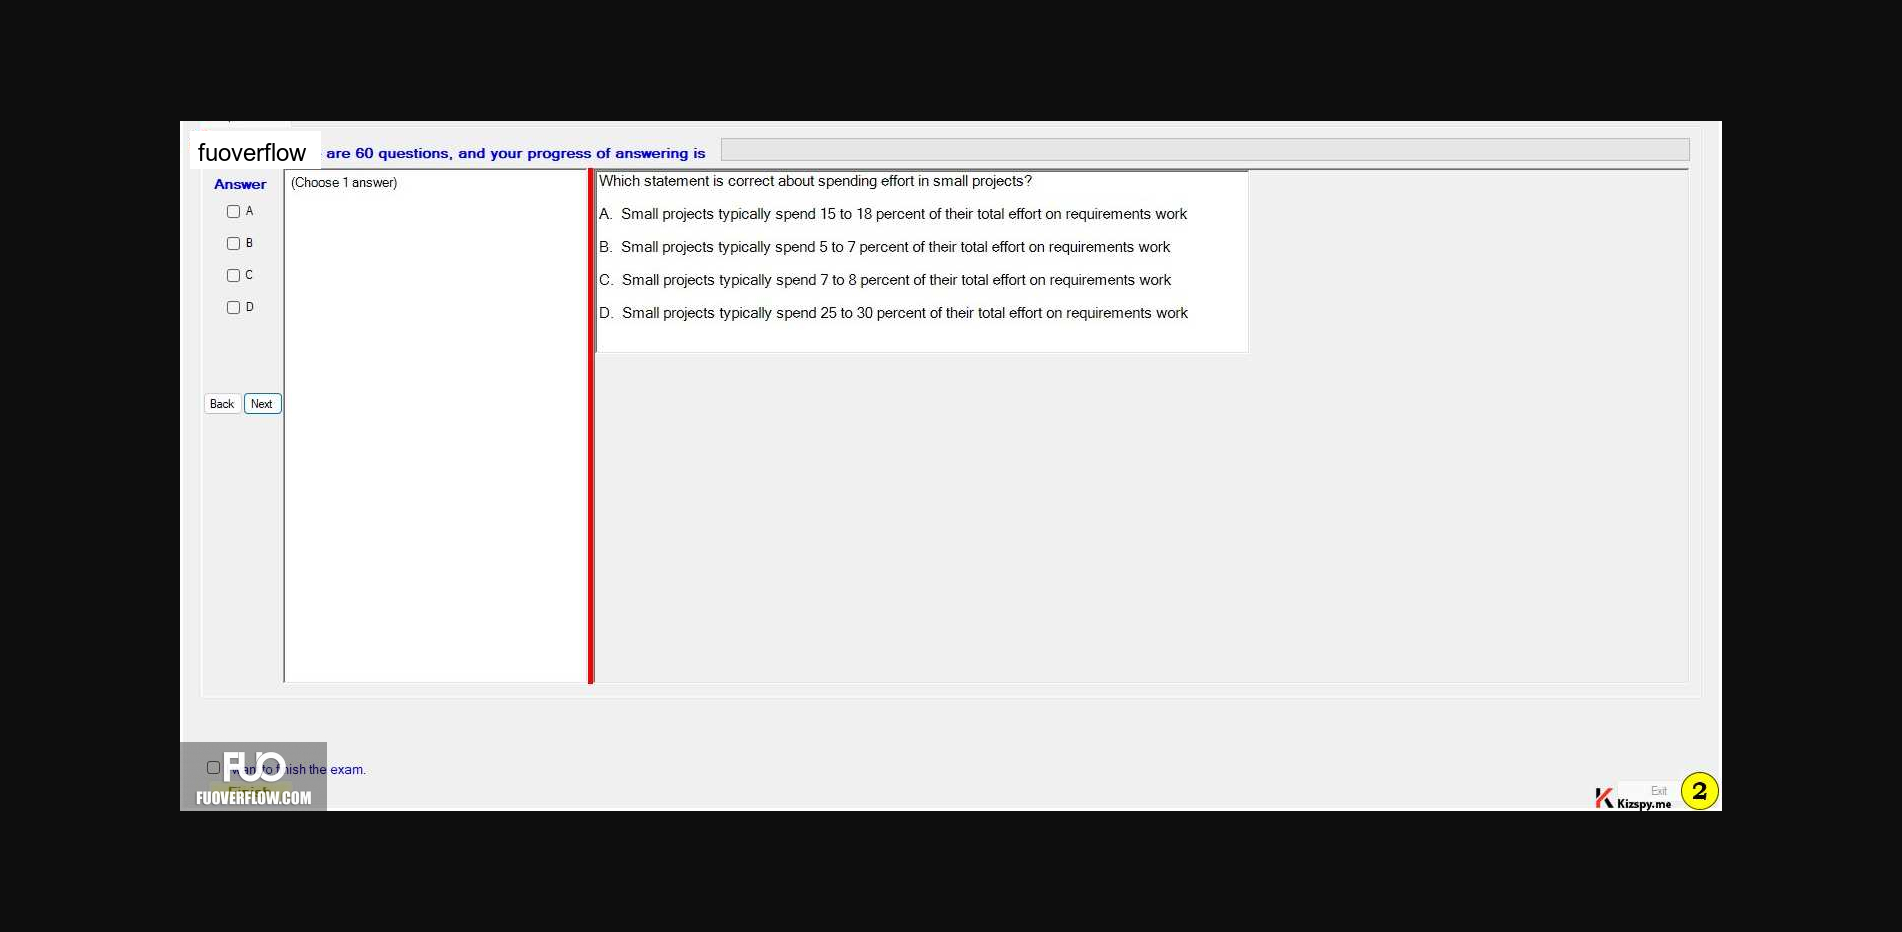 fuoverflow are 60 questions, and your progress of answering is
Answer
(Choose 1 answer)
A
B
C
D
Back
Next
Which statement is correct about spending effort in small projects?
A. Small projects typically spend 15 to 18 percent of their total effort on requirements work
B. Small projects typically spend 5 to 7 percent of their total effort on requirements work
C. Small projects typically spend 7 to 8 percent of their total effort on requirements work
D. Small projects typically spend 25 to 30 percent of their total effort on requirements work
FUO
want to finish the exam.
Finish
FUOVERFLOW.COM
Exit
Kizspy.me
2